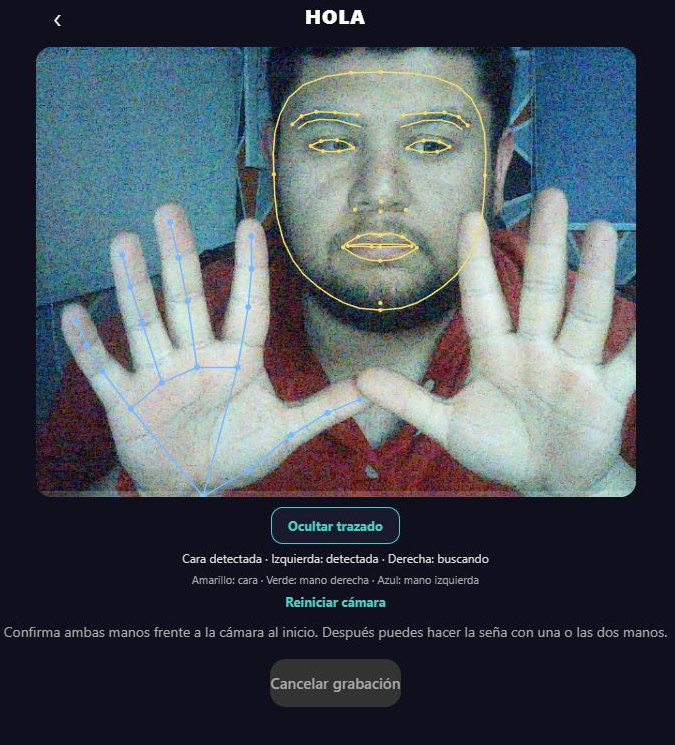 HOLA
Ocultar trazado
Cara detectada · Izquierda: detectada · Derecha: buscando
Amarillo: cara · Verde: mano derecha · Azul: mano izquierda
Reiniciar cámara
Confirma ambas manos frente a la cámara al inicio. Después puedes hacer la seña con una o las dos manos.
Cancelar grabación